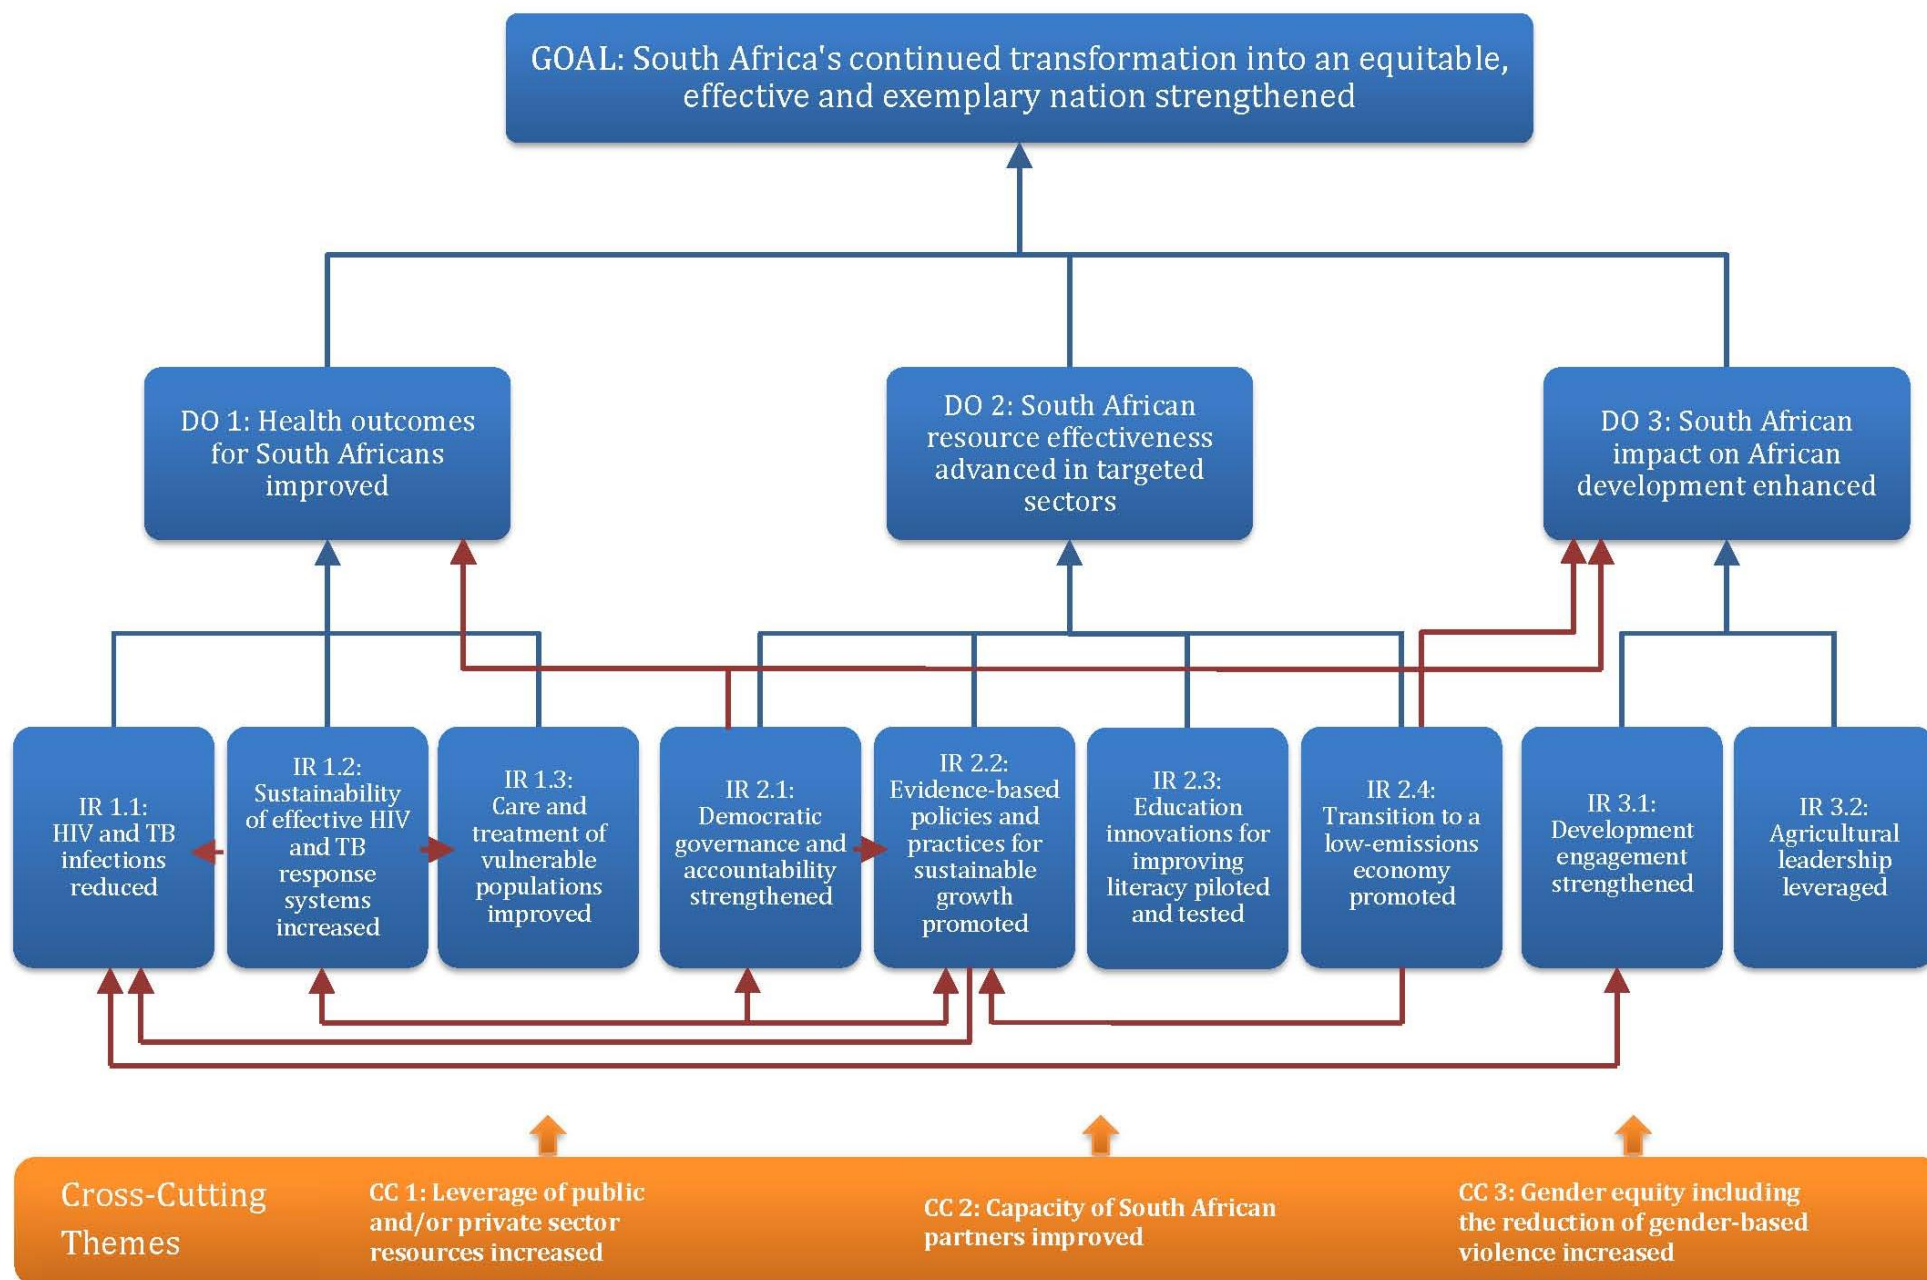 GOAL: South Africa's continued transformation into an equitable,
effective and exemplary nation strengthened
DO 1: Health outcomes
for South Africans
improved
DO 2: South African
resource effectiveness
advanced in targeted
sectors
DO 3: South African
impact on African
development enhanced
IR 1.1:
HIV and TB
infections
reduced
IR 1.2:
Sustainability
of effective HIV
and TB
response
systems
increased
IR 1.3:
Care and
treatment of
vulnerable
populations
improved
IR 2.1:
Democratic
governance and
accountability
strengthened
IR 2.2:
Evidence-based
policies and
practices for
sustainable
growth
promoted
IR 2.3:
Education
innovations for
improving
literacy piloted
and tested
IR 2.4:
Transition to a
low-emissions
economy
promoted
IR 3.1:
Development
engagement
strengthened
IR 3.2:
Agricultural
leadership
leveraged
Cross-Cutting
Themes
CC 1: Leverage of public
and/or private sector
resources increased
CC 2: Capacity of South African
partners improved
CC 3: Gender equity including
the reduction of gender-based
violence increased